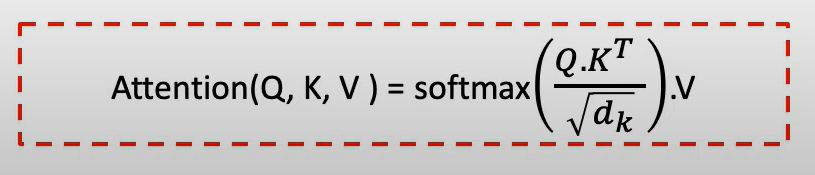 Attention(Q, K, V ) = softmax(Q.K^T / √d_k).V